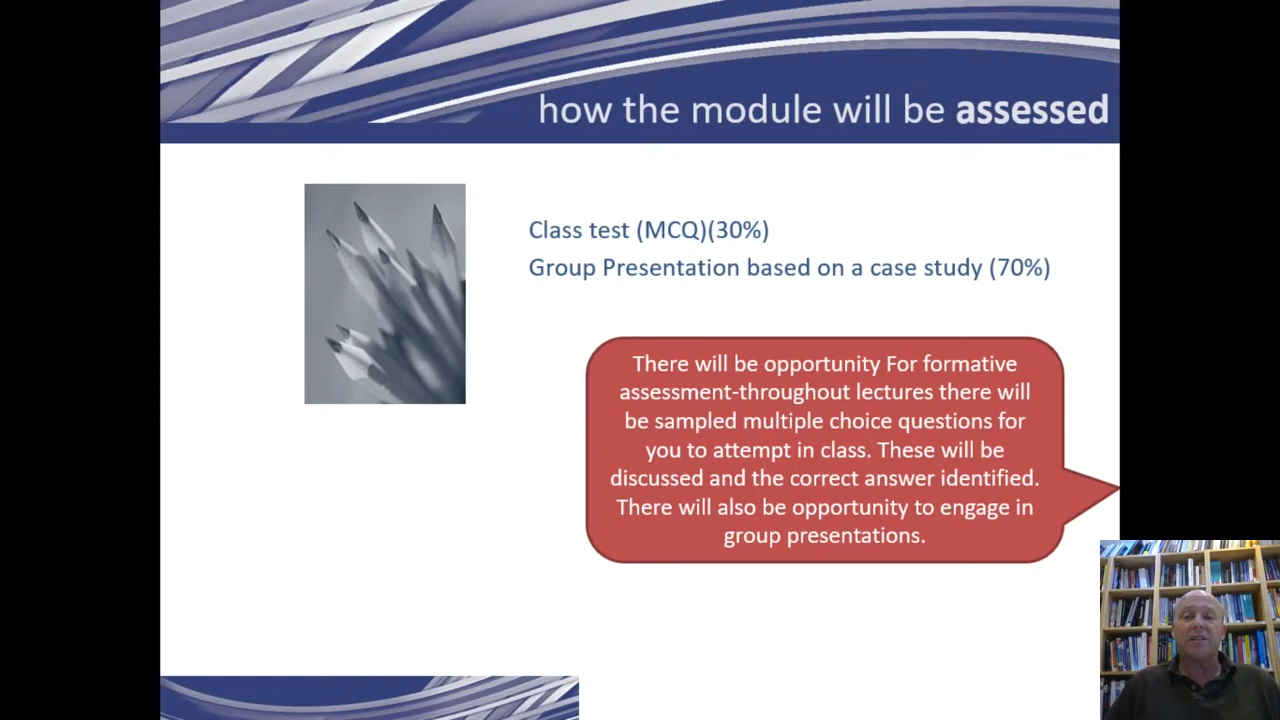 how the module will be assessed
Class test (MCQ)(30%)
Group Presentation based on a case study (70%)
There will be opportunity For formative
assessment-throughout lectures there will
be sampled multiple choice questions for
you to attempt in class. These will be
discussed and the correct answer identified.
There will also be opportunity to engage in
group presentations.